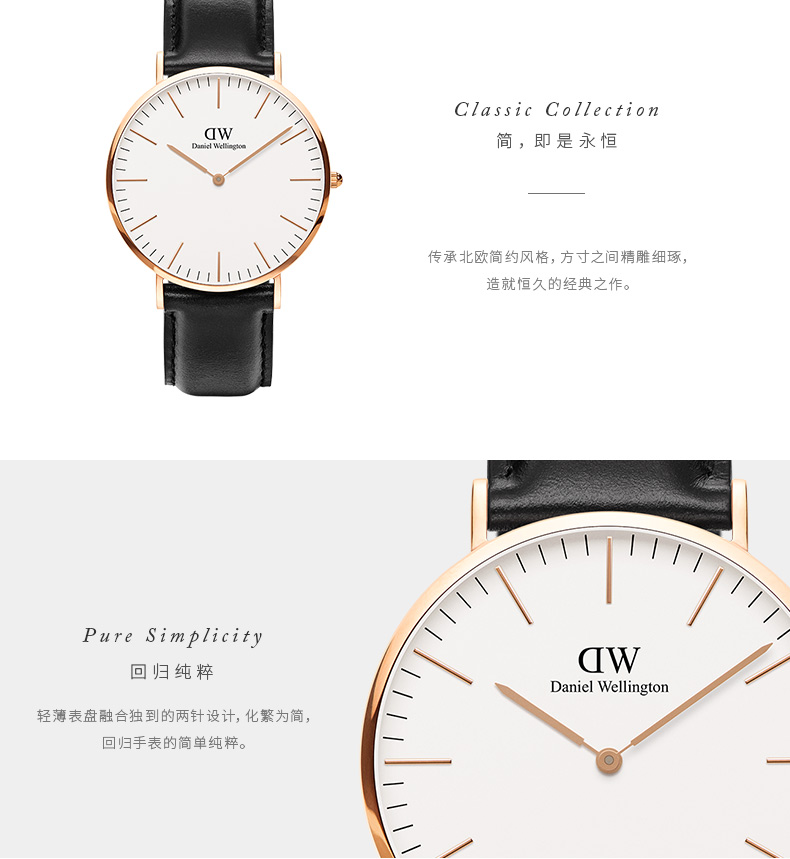 DW
Daniel Wellington
Classic Collection
简，即是永恒
传承北欧简约风格，方寸之间精雕细琢，
造就恒久的经典之作。
Pure Simplicity
回归纯粹
轻薄表盘融合独到的两针设计，化繁为简，
回归手表的简单纯粹。
DW
Daniel Wellington